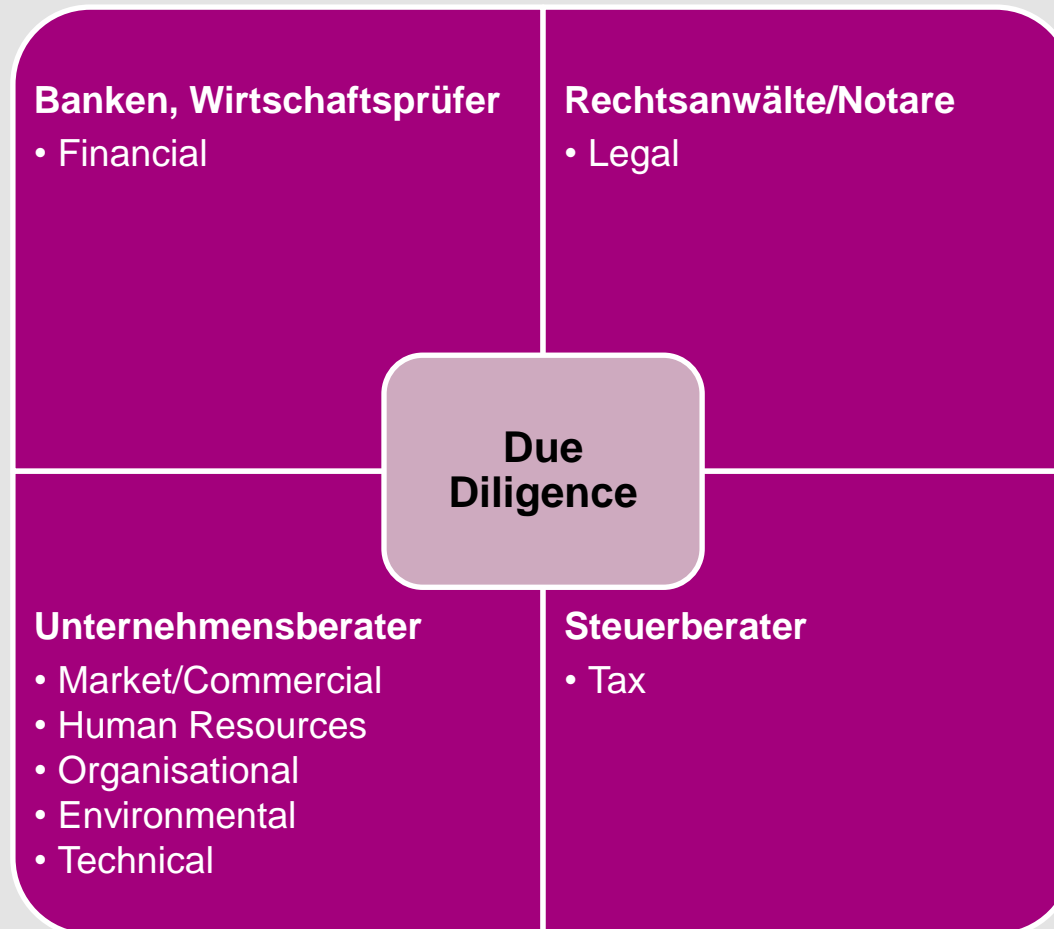 Banken, Wirtschaftsprüfer
• Financial
Rechtsanwälte/Notare
• Legal
Due
Diligence
Unternehmensberater
• Market/Commercial
• Human Resources
• Organisational
• Environmental
• Technical
Steuerberater
• Tax